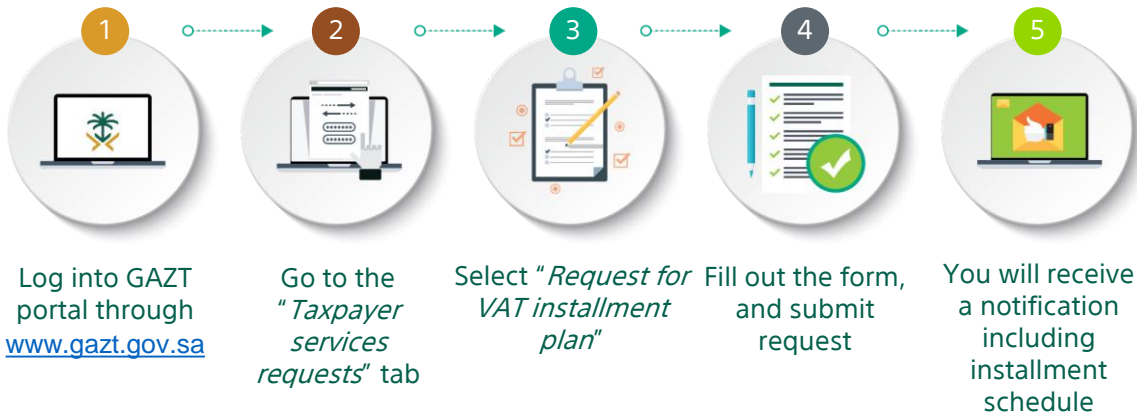 1
2
3
4
5
Log into GAZT
portal through
www.gazt.gov.sa
Go to the
"Taxpayer
services
requests" tab
Select "Request for
VAT installment
plan"
Fill out the form,
and submit
request
You will receive
a notification
including
installment
schedule